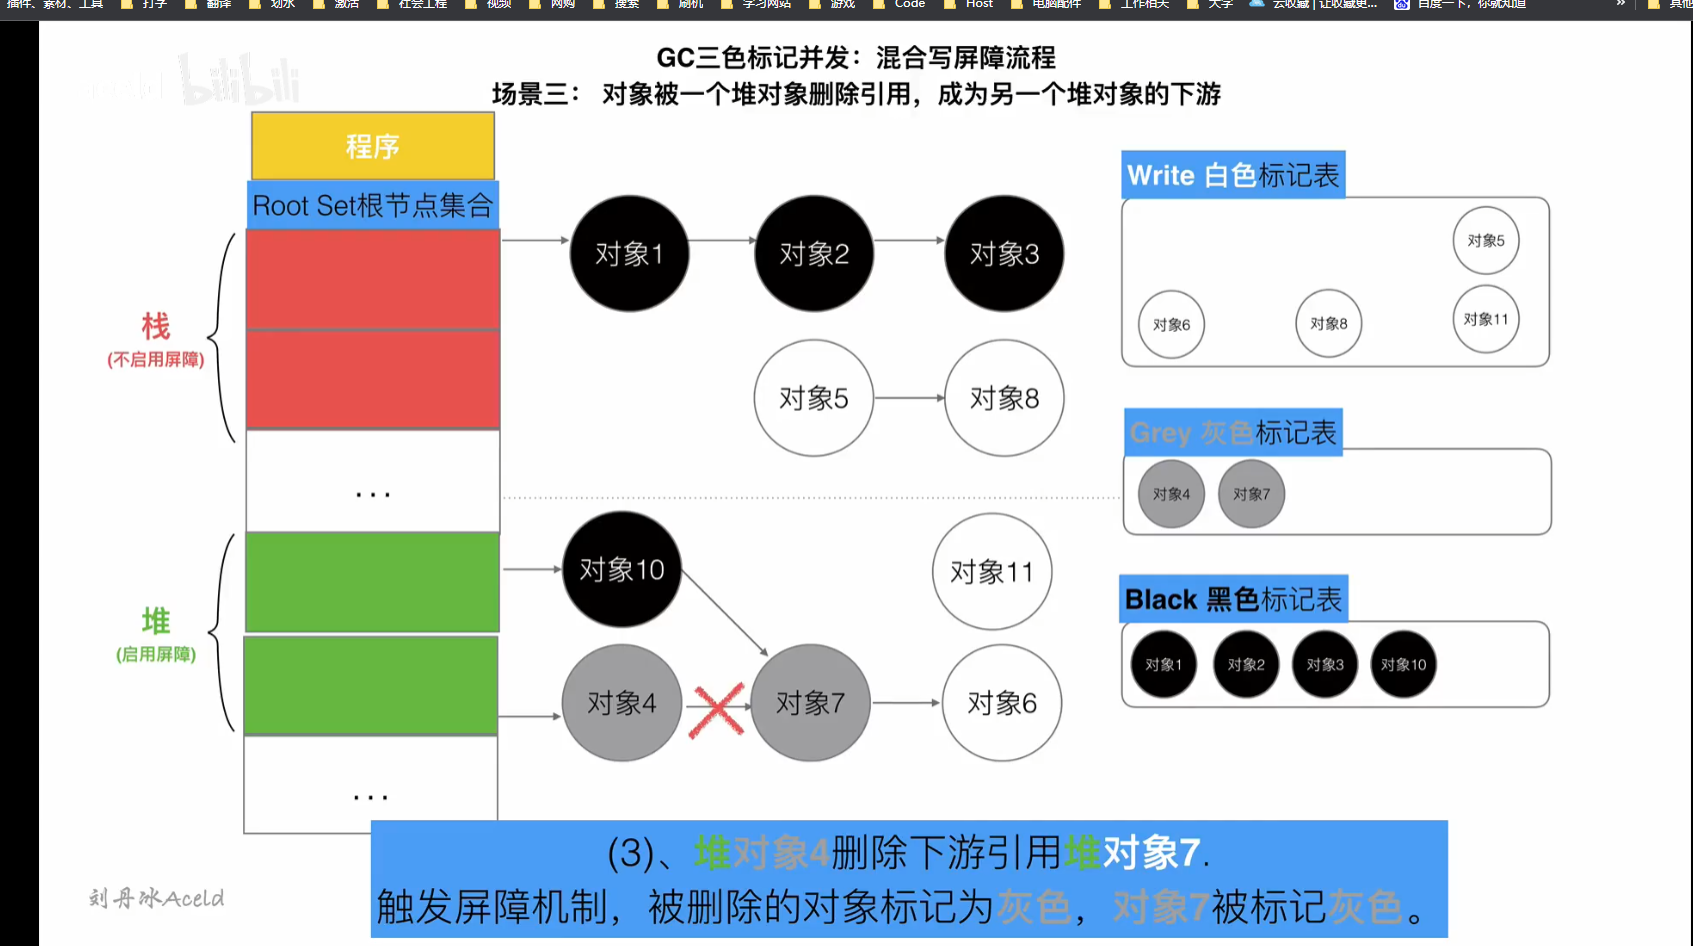 插件、素材、工具 打字 翻译 划水 激活 社会工程 视频 网购 搜索 刷机 学习网站 游戏 Code Host 电脑配件 工作相关 大学 云收藏 | 让收藏更... 百度一下，你就知道 » 其他
GC三色标记并发：混合写屏障流程
bilibili
场景三： 对象被一个堆对象删除引用，成为另一个堆对象的下游
程序
Root Set根节点集合
栈
(不启用屏障)
...
堆
(启用屏障)
...
对象1 对象2 对象3
对象5 对象8
对象10 对象11
对象4 对象7 对象6
Write 白色标记表
对象5
对象6 对象8 对象11
Grey 灰色标记表
对象4 对象7
Black 黑色标记表
对象1 对象2 对象3 对象10
(3)、堆对象4删除下游引用堆对象7.
触发屏障机制，被删除的对象标记为灰色，对象7被标记灰色。
刘丹冰Aceld